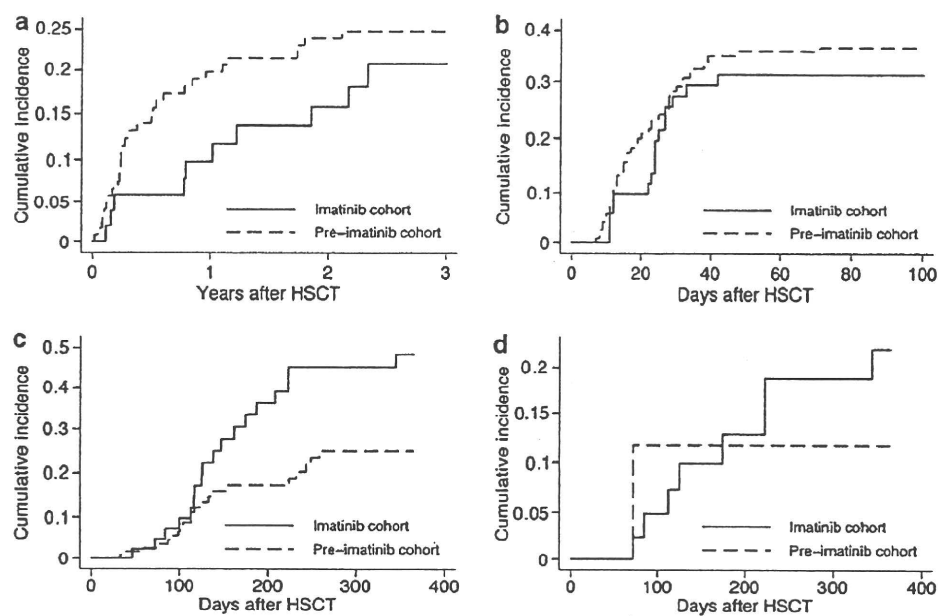 a
0.25
0.2
0.15
0.1
0.05
0
Cumulative Incidence
Imatinib cohort
Pre-imatinib cohort
0 1 2 3
Years after HSCT
b
0.4
0.3
0.2
0.1
0
Cumulative Incidence
Imatinib cohort
Pre-imatinib cohort
0 20 40 60 80 100
Days after HSCT
c
0.5
0.4
0.3
0.2
0.1
0
Cumulative incidence
Imatinib cohort
Pre-imatinib cohort
0 100 200 300 400
Days after HSCT
d
0.2
0.15
0.1
0.05
0
Cumulative incidence
Imatinib cohort
Pre-imatinib cohort
0 100 200 300 400
Days after HSCT